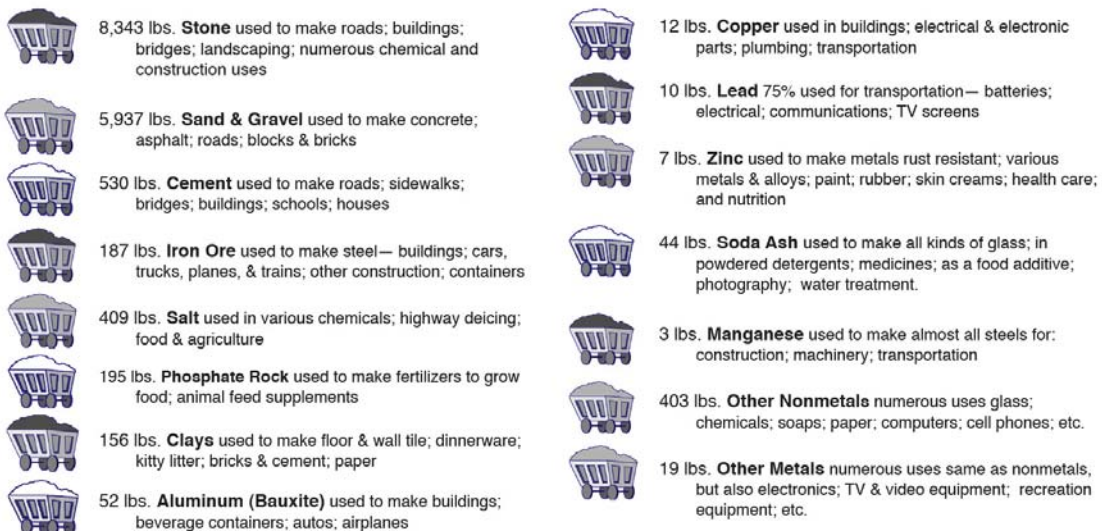 8,343 lbs. Stone used to make roads; buildings;
bridges; landscaping; numerous chemical and
construction uses
5,937 lbs. Sand & Gravel used to make concrete;
asphalt; roads; blocks & bricks
530 lbs. Cement used to make roads; sidewalks;
bridges; buildings; schools; houses
187 lbs. Iron Ore used to make steel— buildings; cars,
trucks, planes, & trains; other construction; containers
409 lbs. Salt used in various chemicals; highway deicing;
food & agriculture
195 lbs. Phosphate Rock used to make fertilizers to grow
food; animal feed supplements
156 lbs. Clays used to make floor & wall tile; dinnerware;
kitty litter; bricks & cement; paper
52 lbs. Aluminum (Bauxite) used to make buildings;
beverage containers; autos; airplanes
12 lbs. Copper used in buildings; electrical & electronic
parts; plumbing; transportation
10 lbs. Lead 75% used for transportation— batteries;
electrical; communications; TV screens
7 lbs. Zinc used to make metals rust resistant; various
metals & alloys; paint; rubber; skin creams; health care;
and nutrition
44 lbs. Soda Ash used to make all kinds of glass; in
powdered detergents; medicines; as a food additive;
photography; water treatment.
3 lbs. Manganese used to make almost all steels for:
construction; machinery; transportation
403 lbs. Other Nonmetals numerous uses glass;
chemicals; soaps; paper; computers; cell phones; etc.
19 lbs. Other Metals numerous uses same as nonmetals,
but also electronics; TV & video equipment; recreation
equipment; etc.